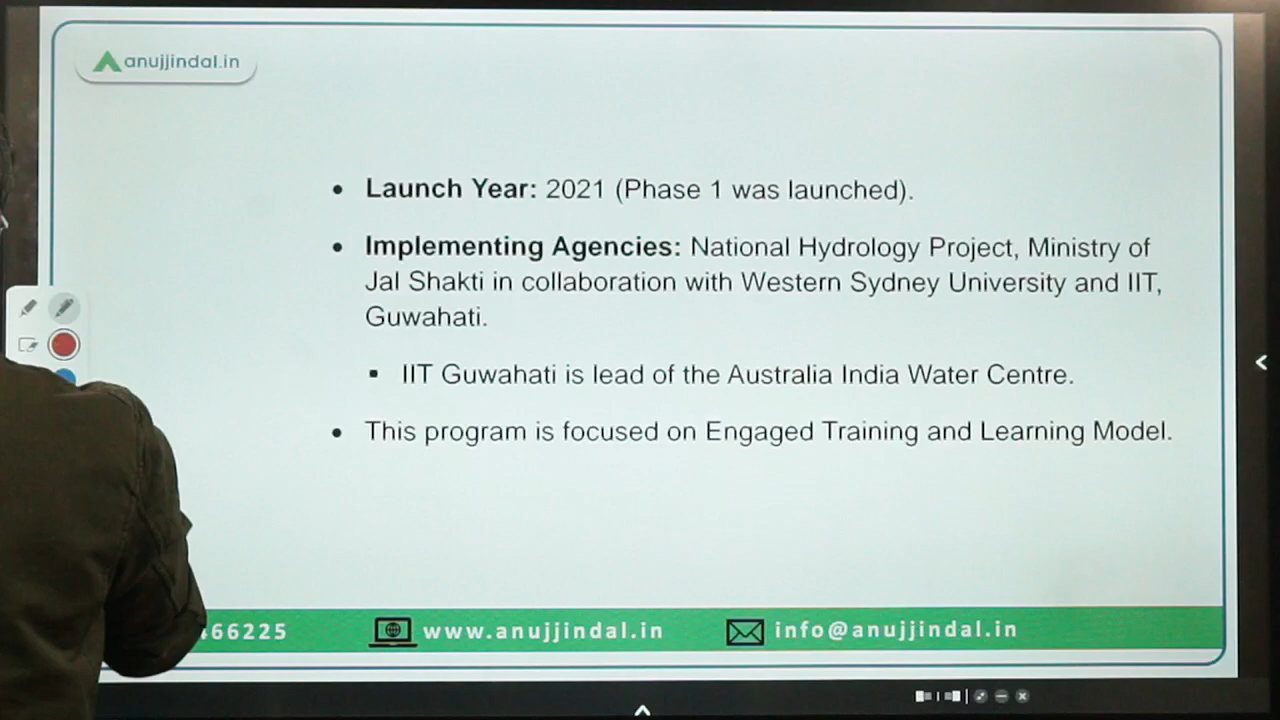 anujjindal.in
• Launch Year: 2021 (Phase 1 was launched).
• Implementing Agencies: National Hydrology Project, Ministry of
Jal Shakti in collaboration with Western Sydney University and IIT,
Guwahati.
▪ IIT Guwahati is lead of the Australia India Water Centre.
• This program is focused on Engaged Training and Learning Model.
66225
www.anujjindal.in
info@anujjindal.in